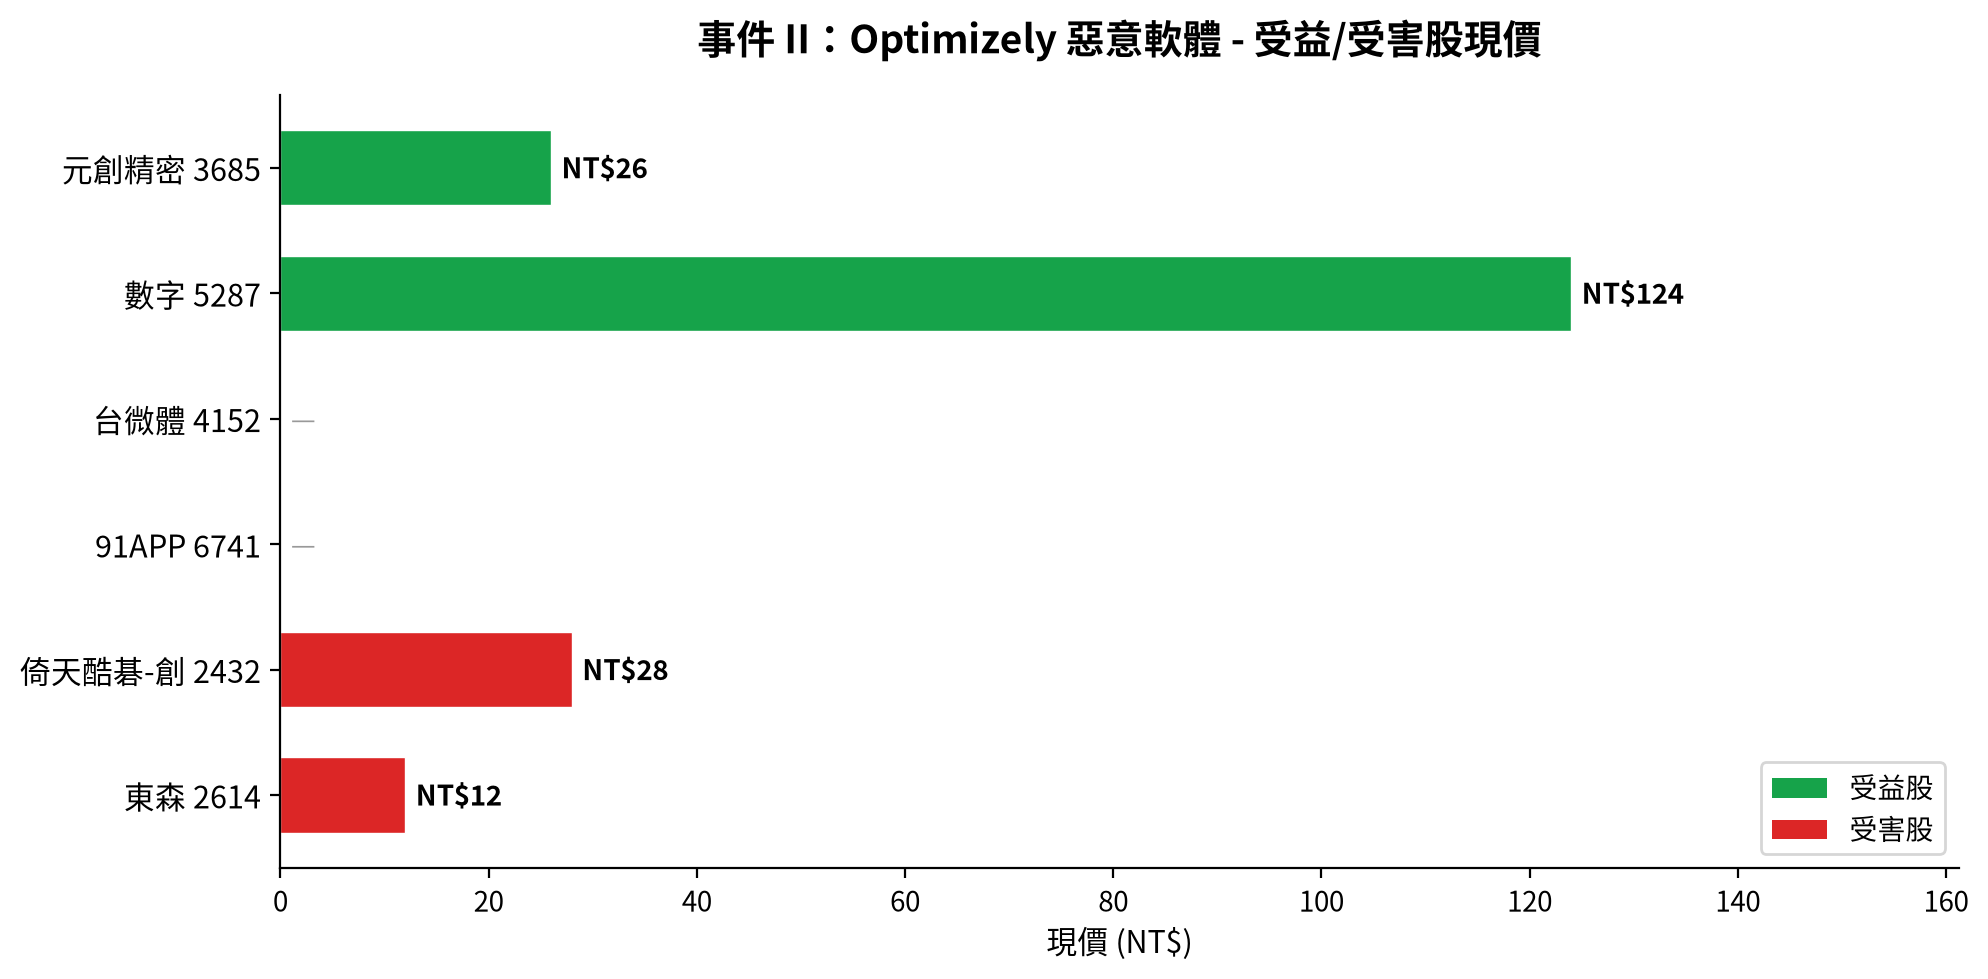 事件 II：Optimizely 惡意軟體 - 受益/受害股現價
元創精密 3685
NT$26
數字 5287
NT$124
台微體 4152
—
91APP 6741
—
倚天酷碁-創 2432
NT$28
東森 2614
NT$12
受益股
受害股
0 20 40 60 80 100 120 140 160
現價 (NT$)